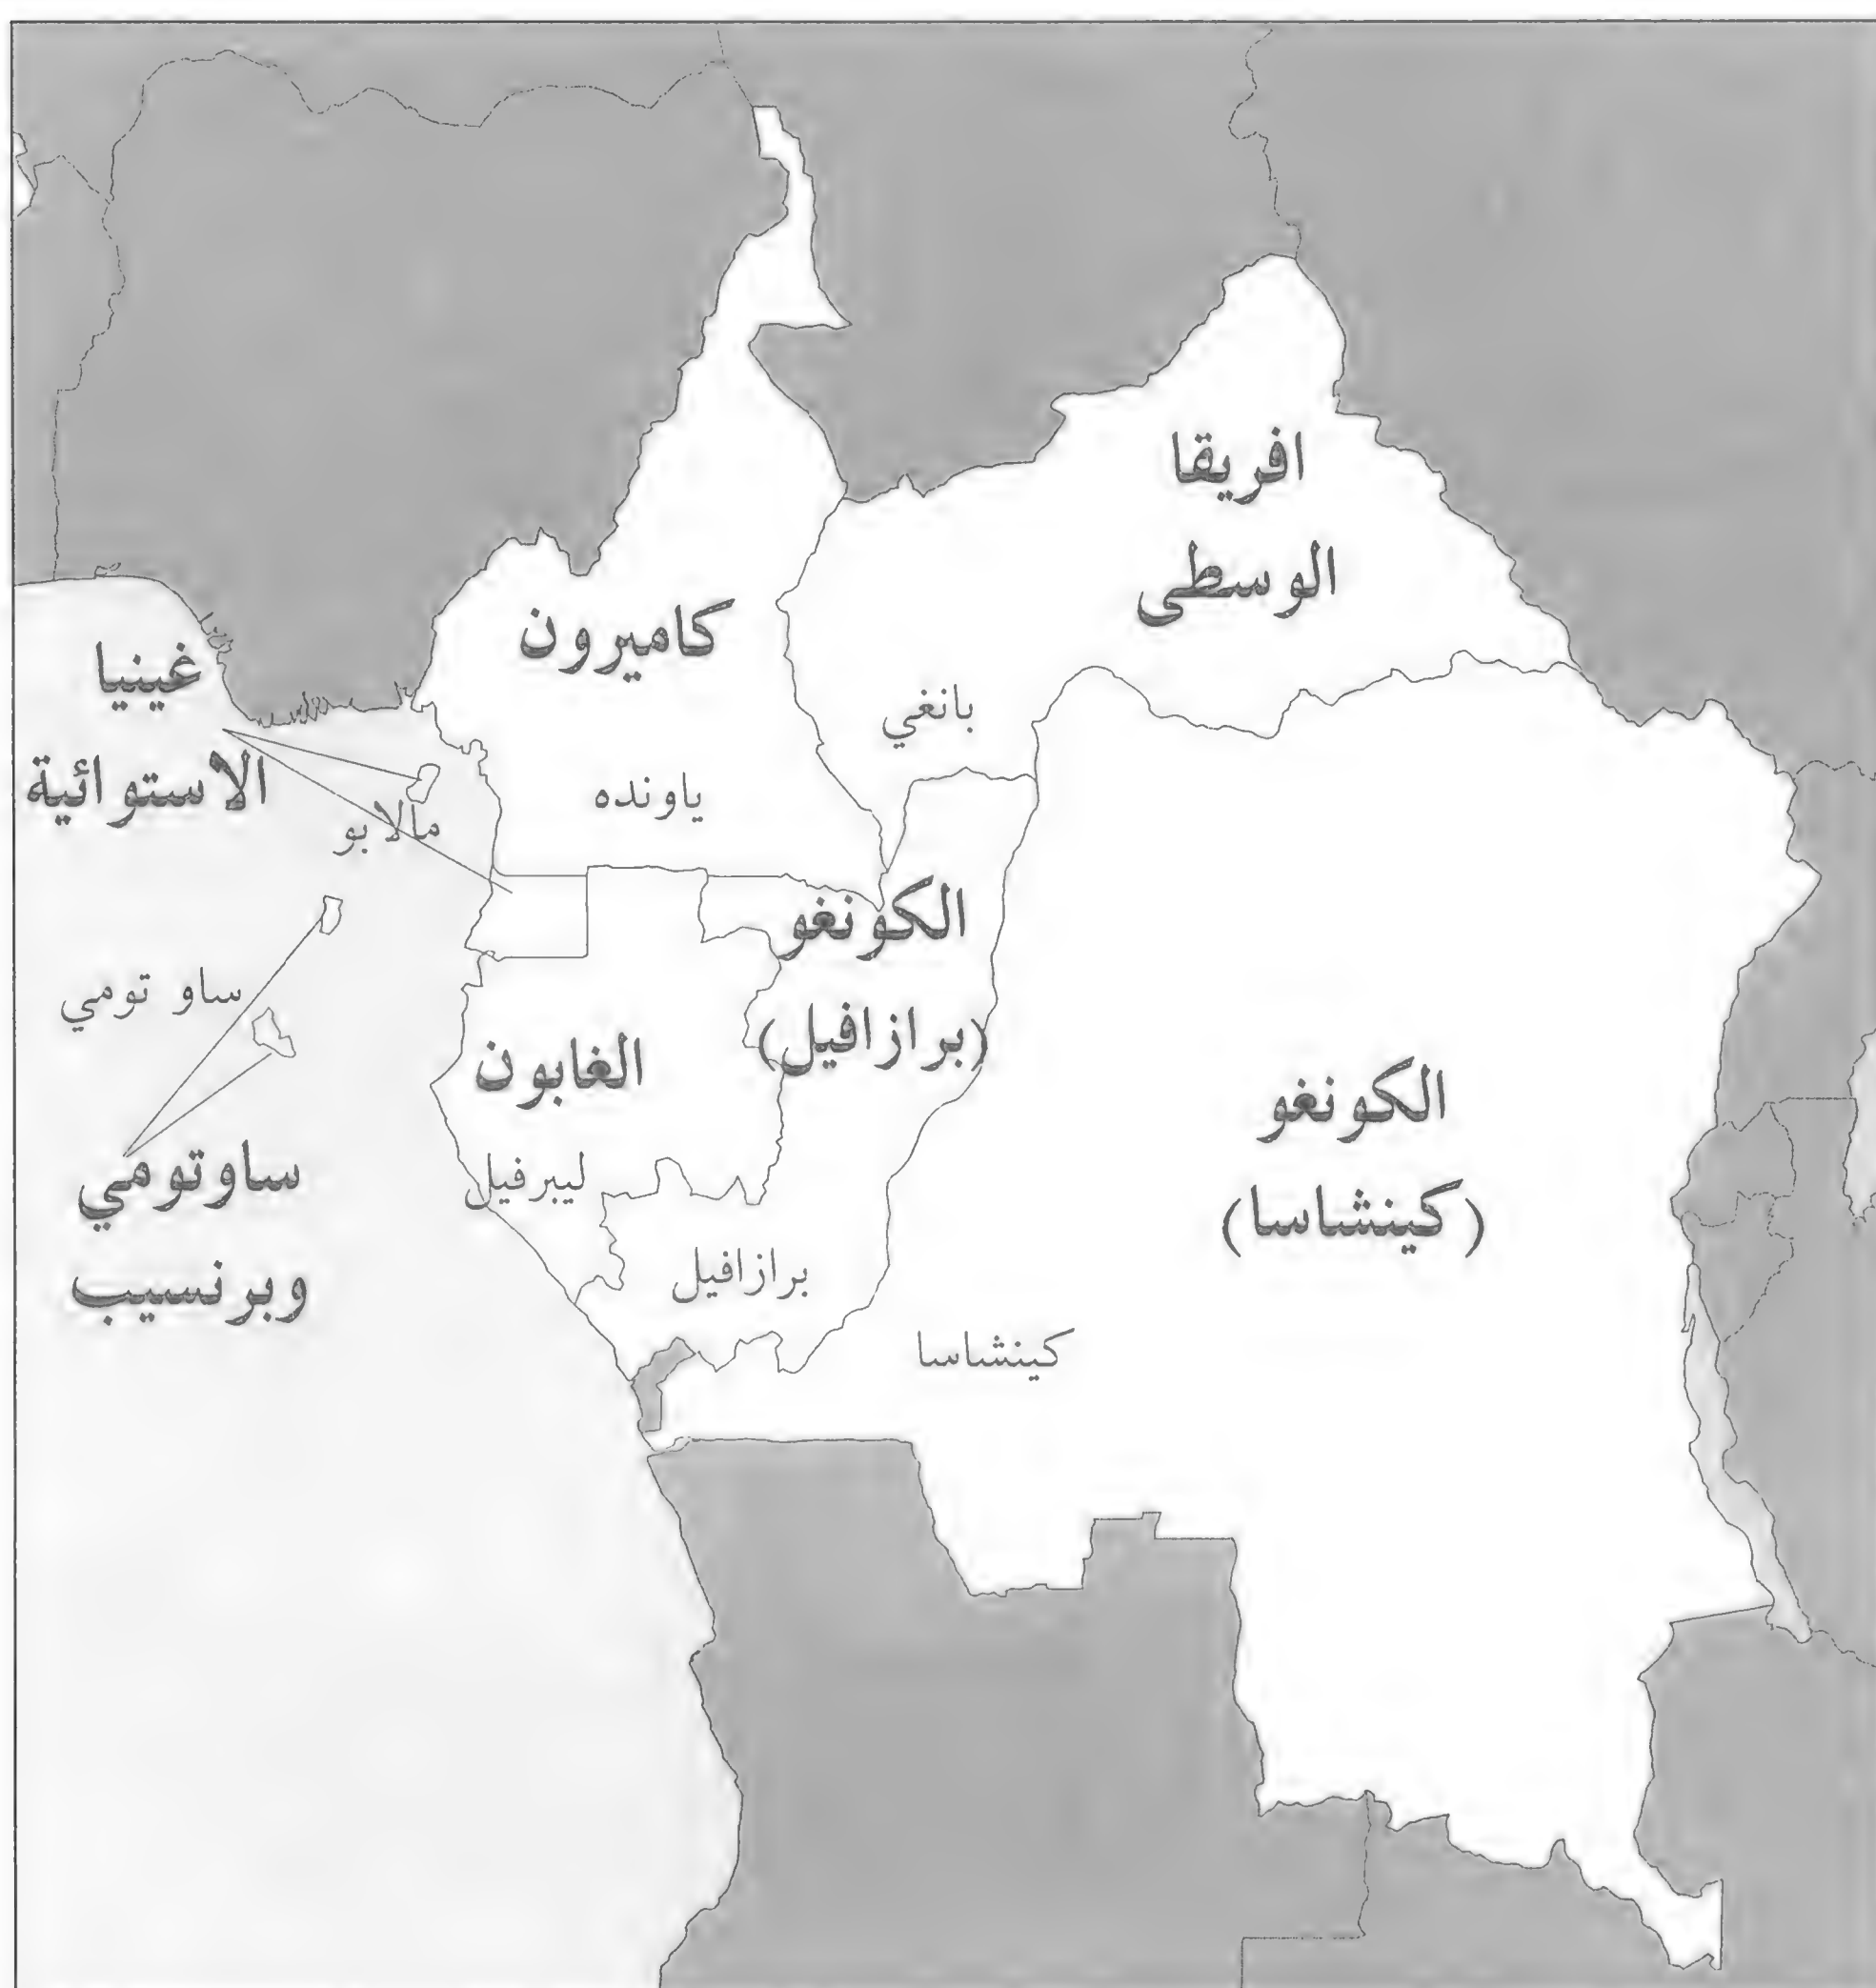 افريقا
الوسطى
كاميرون
غينيا
الاستوائية
بانغي
ياونده
مالابو
الكونغو
(برازافيل)
ساو تومي
الغابون
الكونغو
(كينشاسا)
ساوتومي
وبرنسيب
ليبرفيل
برازافيل
كينشاسا